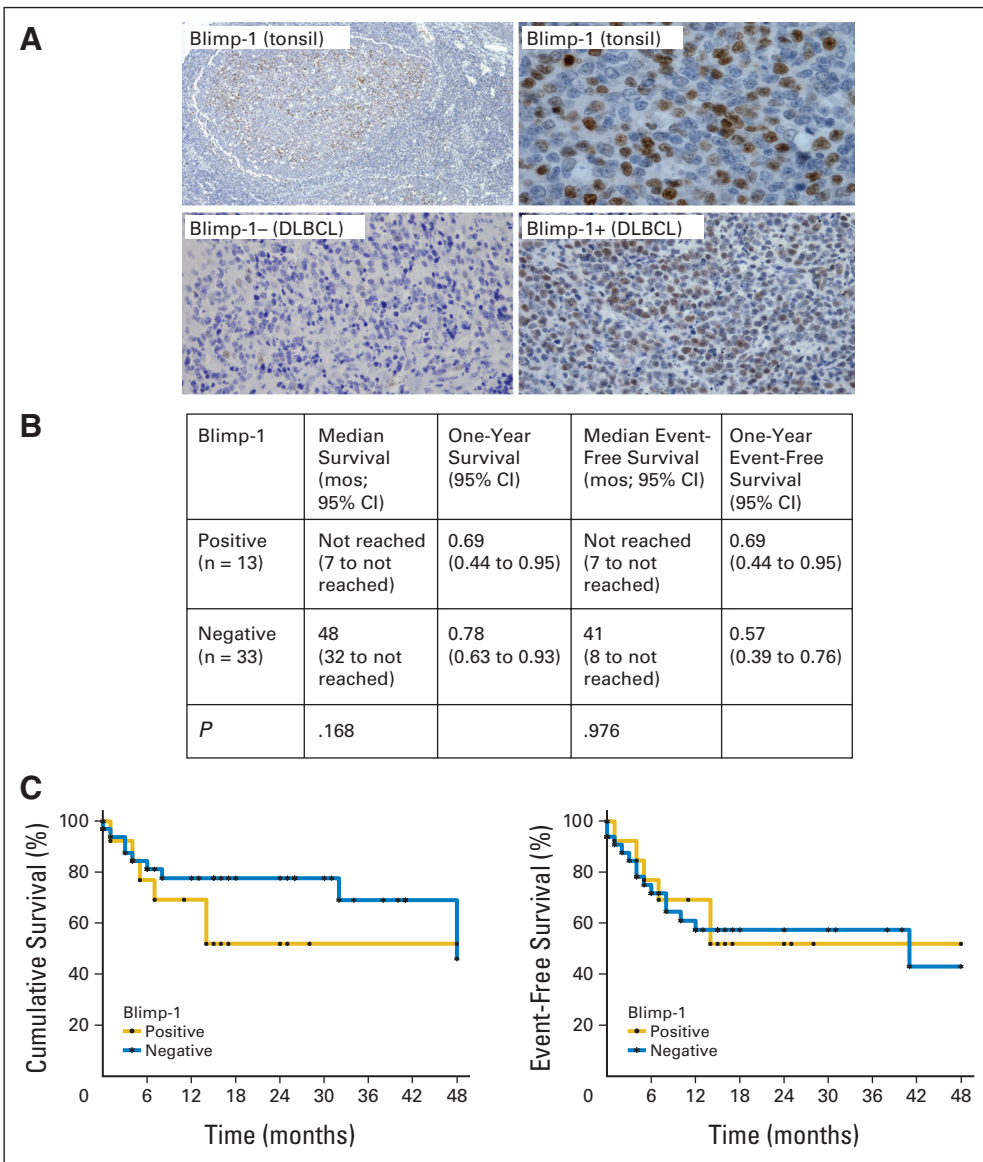 A
Blimp-1 (tonsil)
Blimp-1 (tonsil)
Blimp-1– (DLBCL)
Blimp-1+ (DLBCL)
B
Blimp-1
Median
Survival
(mos;
95% CI)
One-Year
Survival
(95% CI)
Median Event-
Free Survival
(mos; 95% CI)
One-Year
Event-Free
Survival
(95% CI)
Positive
(n = 13)
Not reached
(7 to not
reached)
0.69
(0.44 to 0.95)
Not reached
(7 to not
reached)
0.69
(0.44 to 0.95)
Negative
(n = 33)
48
(32 to not
reached)
0.78
(0.63 to 0.93)
41
(8 to not
reached)
0.57
(0.39 to 0.76)
P
.168
.976
C
Cumulative Survival (%)
100
80
60
40
20
Blimp-1
Positive
Negative
0 6 12 18 24 30 36 42 48
Time (months)
Event-Free Survival (%)
100
80
60
40
20
Blimp-1
Positive
Negative
0 6 12 18 24 30 36 42 48
Time (months)